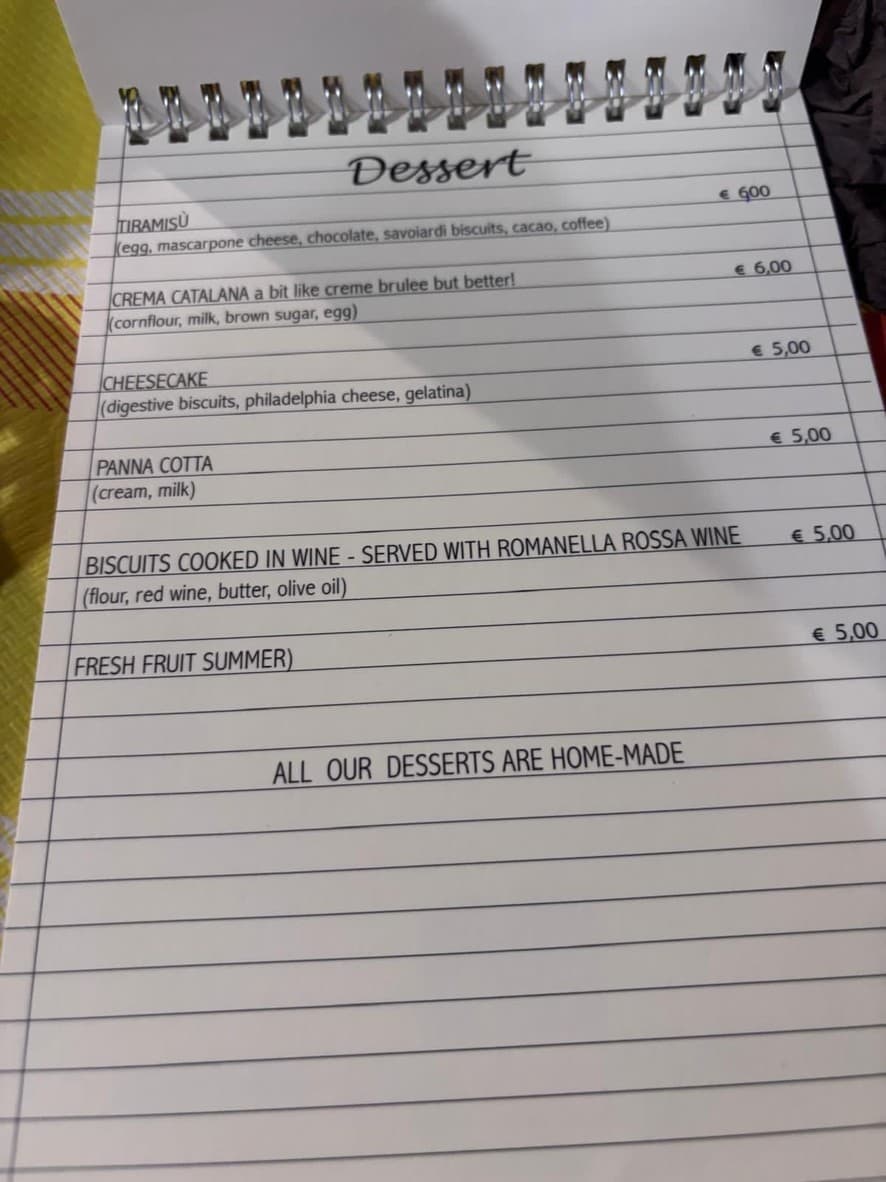 Dessert
TIRAMISÙ € 600
(egg, mascarpone cheese, chocolate, savoiardi biscuits, cacao, coffee)
CREMA CATALANA a bit like creme brulee but better! € 6,00
(cornflour, milk, brown sugar, egg)
CHEESECAKE € 5,00
(digestive biscuits, philadelphia cheese, gelatina)
PANNA COTTA € 5,00
(cream, milk)
BISCUITS COOKED IN WINE - SERVED WITH ROMANELLA ROSSA WINE € 5,00
(flour, red wine, butter, olive oil)
FRESH FRUIT SUMMER) € 5,00
ALL OUR DESSERTS ARE HOME-MADE